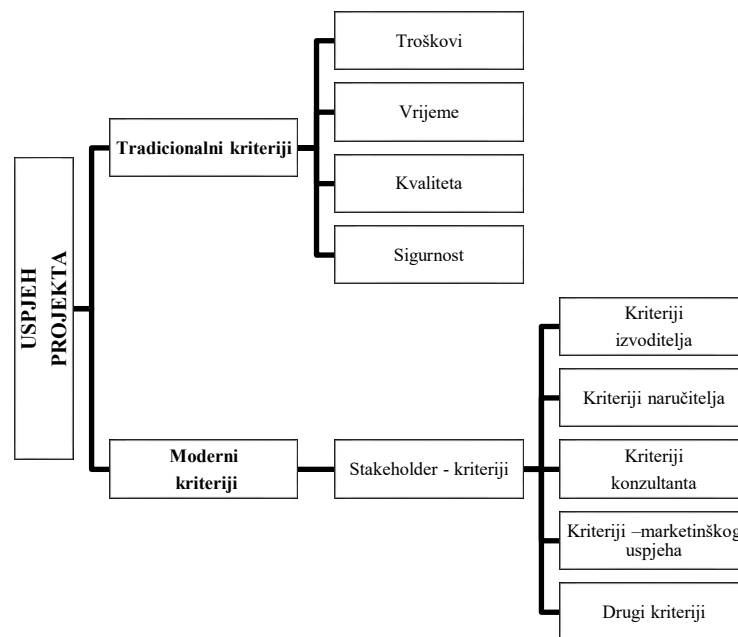 USPJEH
PROJEKTA
Tradicionalni kriteriji
Troškovi
Vrijeme
Kvaliteta
Sigurnost
Moderni
kriteriji
Stakeholder - kriteriji
Kriteriji
izvoditelja
Kriteriji naručitelja
Kriteriji
konzultanta
Kriteriji –marketinškog
uspjeha
Drugi kriteriji